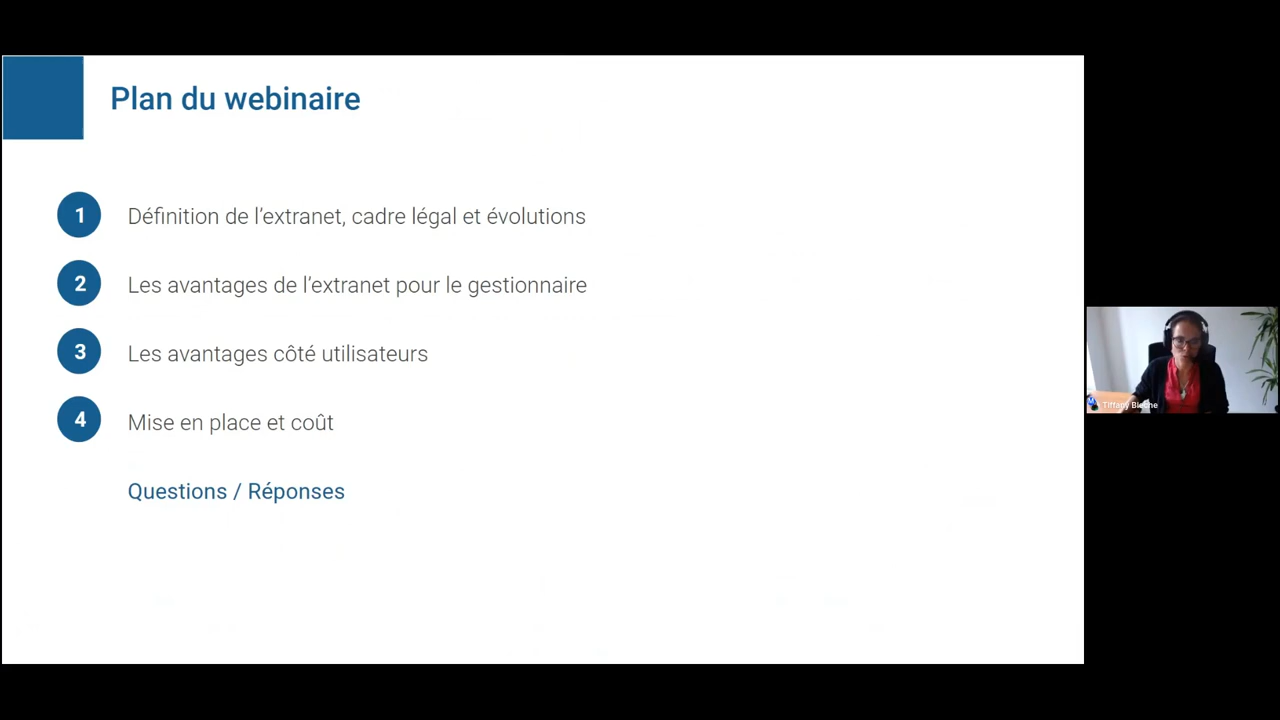 Plan du webinaire
1 Définition de l’extranet, cadre légal et évolutions
2 Les avantages de l’extranet pour le gestionnaire
3 Les avantages côté utilisateurs
4 Mise en place et coût
Questions / Réponses
Tiffany